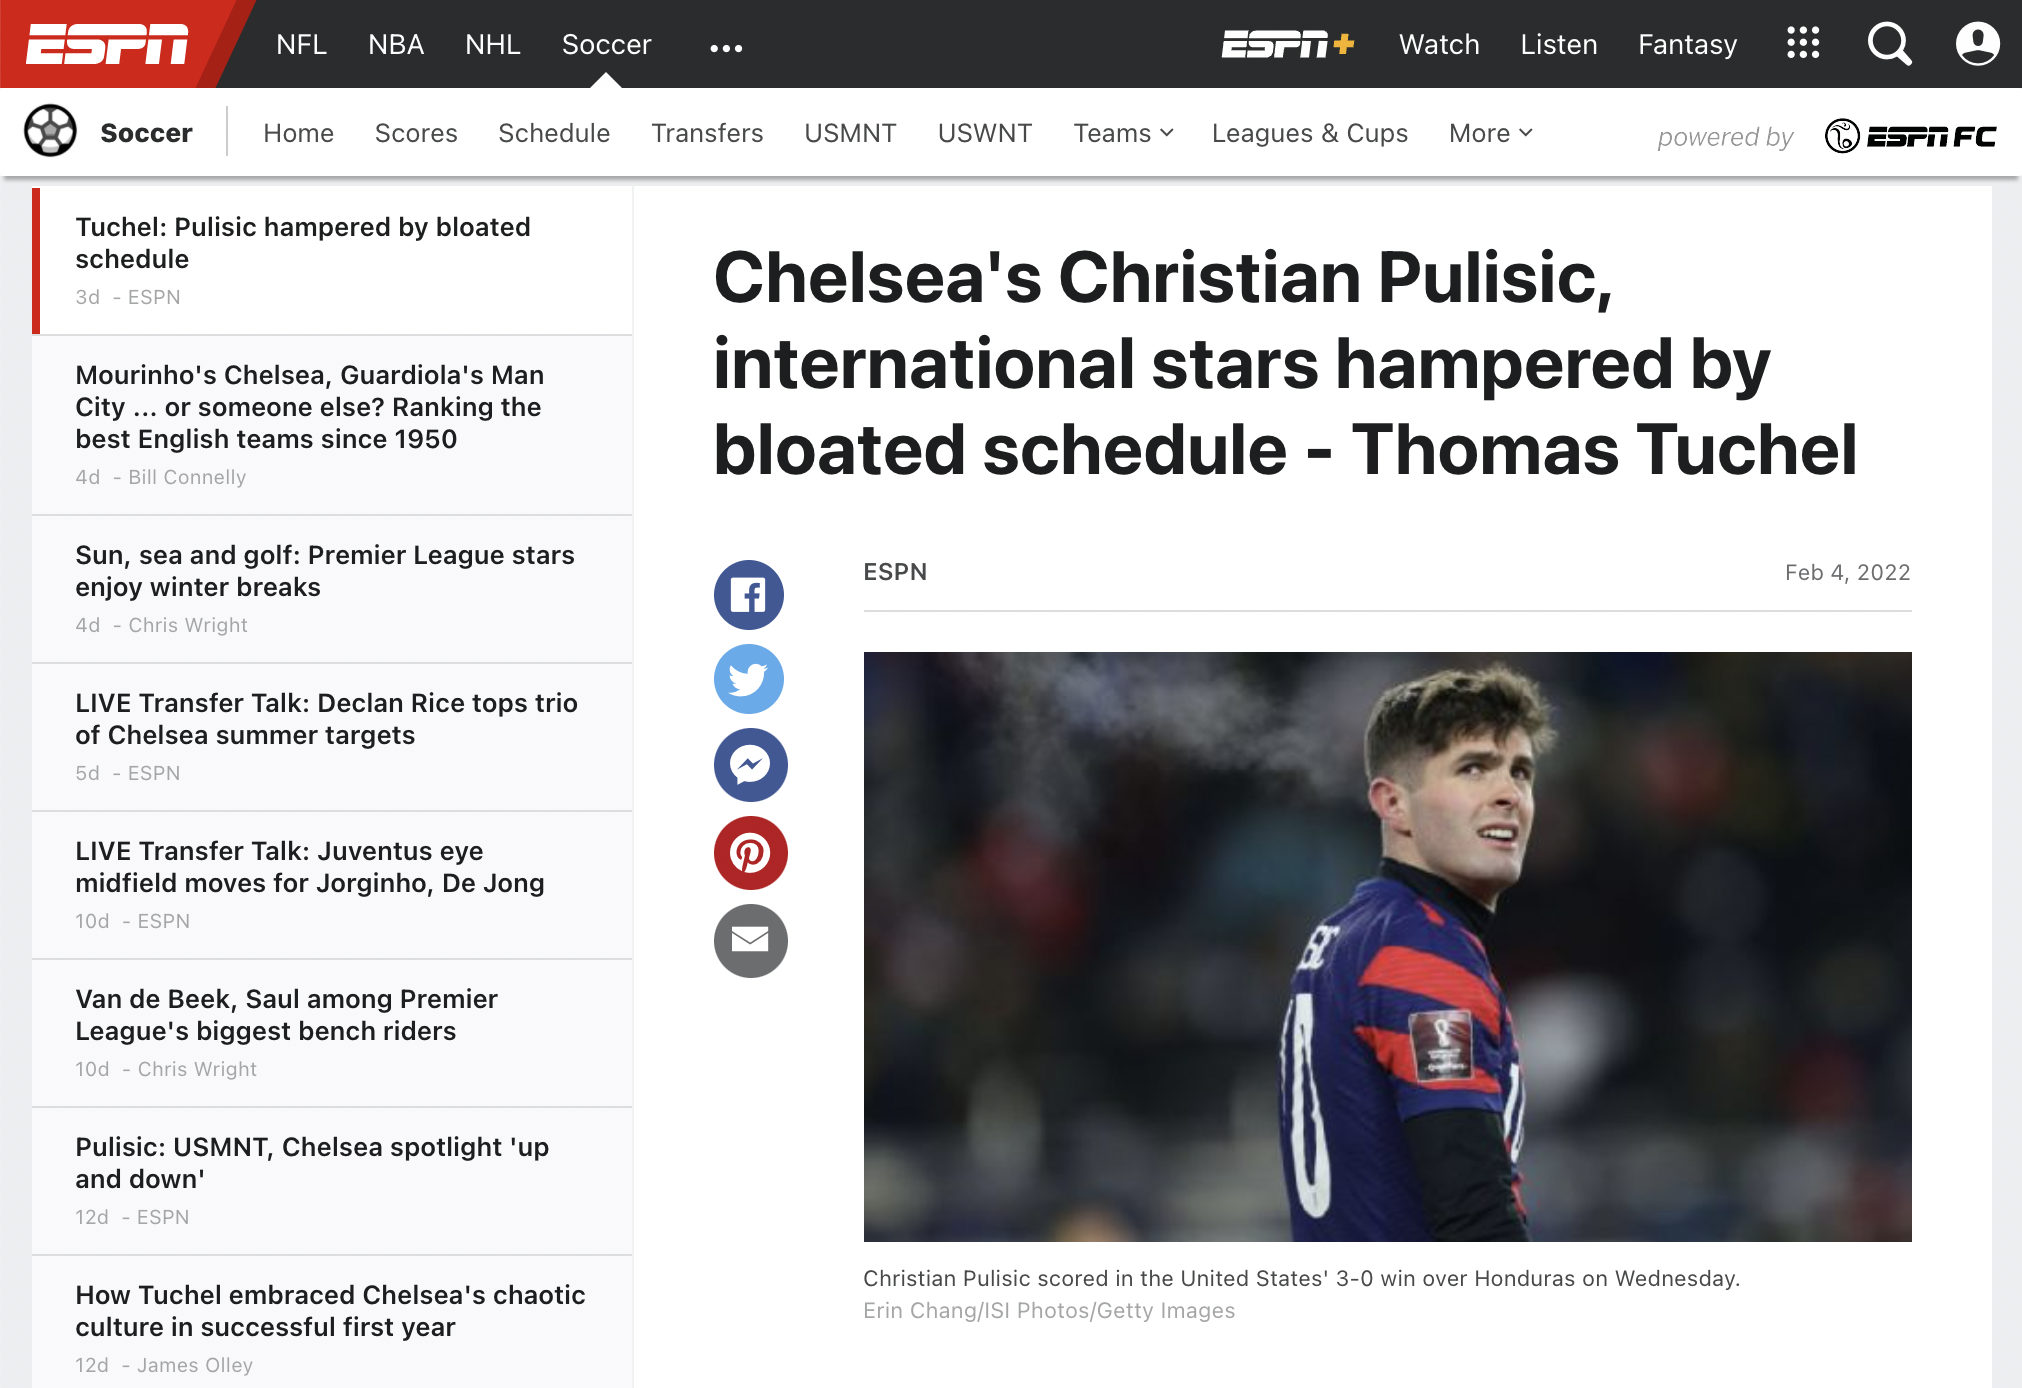 ESPN
NFL NBA NHL Soccer
ESPN+ Watch Listen Fantasy
Soccer Home Scores Schedule Transfers USMNT USWNT Teams Leagues & Cups More
powered by ESPN FC
Tuchel: Pulisic hampered by bloated
schedule
3d - ESPN
Mourinho's Chelsea, Guardiola's Man
City ... or someone else? Ranking the
best English teams since 1950
4d - Bill Connelly
Sun, sea and golf: Premier League stars
enjoy winter breaks
4d - Chris Wright
LIVE Transfer Talk: Declan Rice tops trio
of Chelsea summer targets
5d - ESPN
LIVE Transfer Talk: Juventus eye
midfield moves for Jorginho, De Jong
10d - ESPN
Van de Beek, Saul among Premier
League's biggest bench riders
10d - Chris Wright
Pulisic: USMNT, Chelsea spotlight 'up
and down'
12d - ESPN
How Tuchel embraced Chelsea's chaotic
culture in successful first year
12d - James Olley
Chelsea's Christian Pulisic,
international stars hampered by
bloated schedule - Thomas Tuchel
ESPN
Feb 4, 2022
SIC
10
Christian Pulisic scored in the United States' 3-0 win over Honduras on Wednesday.
Erin Chang/ISI Photos/Getty Images